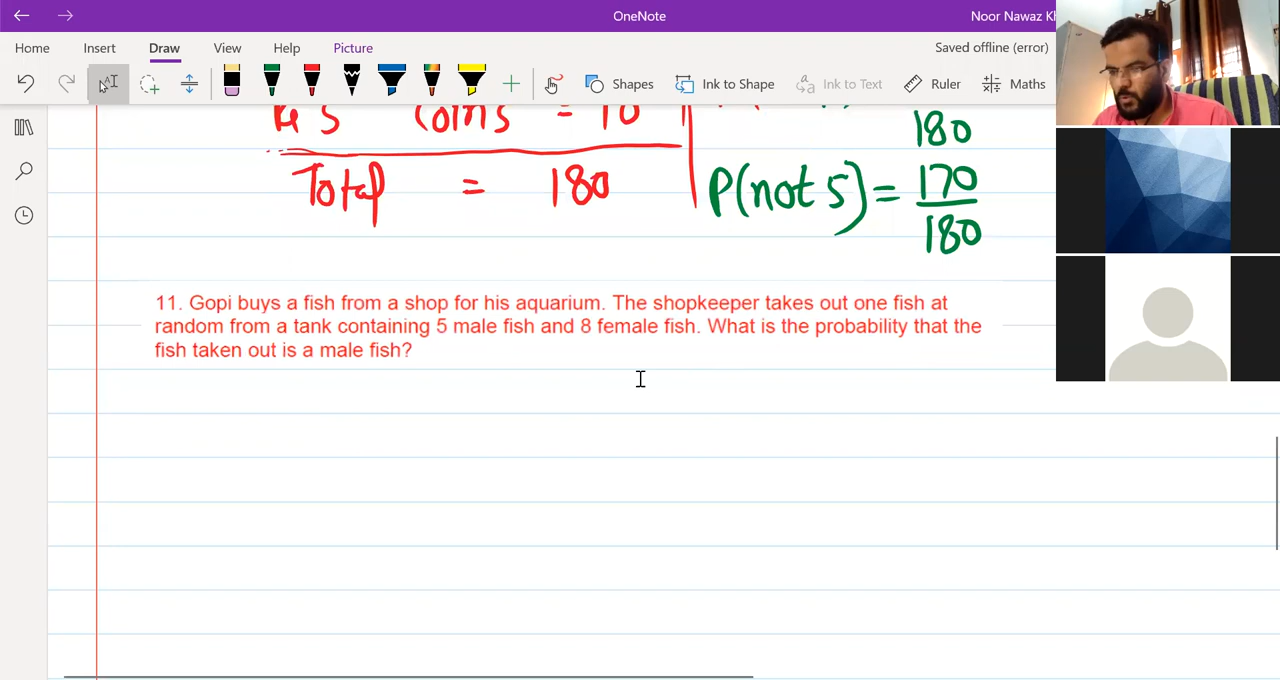 OneNote
Noor Nawaz Kh
Home Insert Draw View Help Picture
Saved offline (error)
Shapes Ink to Shape Ink to Text Ruler Maths
Coins = 10
180
Total = 180
P(not 5) = 170
180
11. Gopi buys a fish from a shop for his aquarium. The shopkeeper takes out one fish at
random from a tank containing 5 male fish and 8 female fish. What is the probability that the
fish taken out is a male fish?